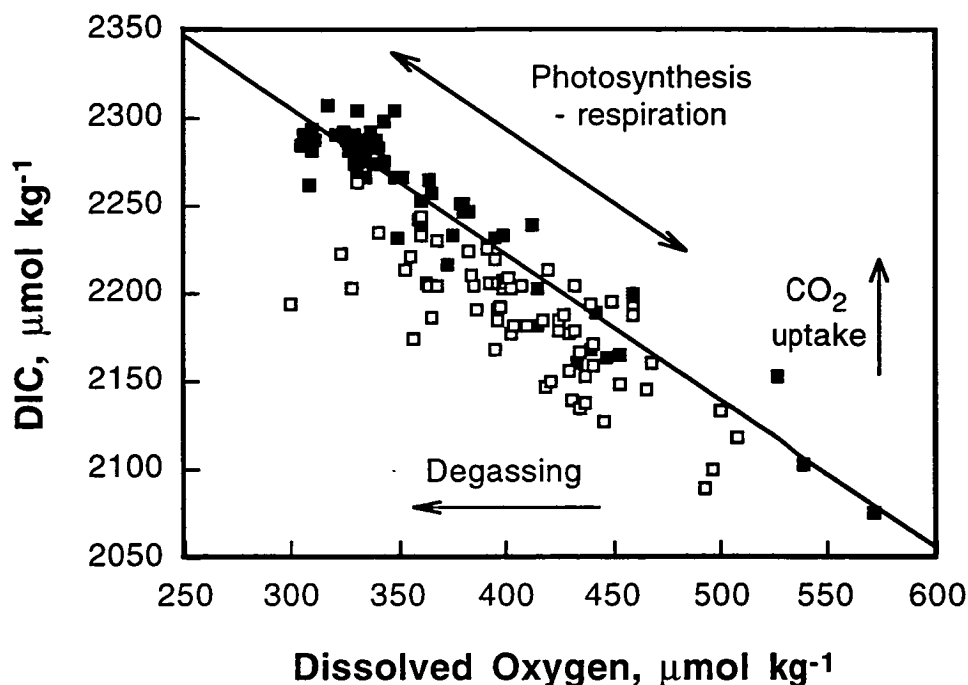 2350
2300
2250
2200
2150
2100
2050
DIC, μmol kg-1
Photosynthesis
- respiration
CO2
uptake
Degassing
250 300 350 400 450 500 550 600
Dissolved Oxygen, μmol kg-1